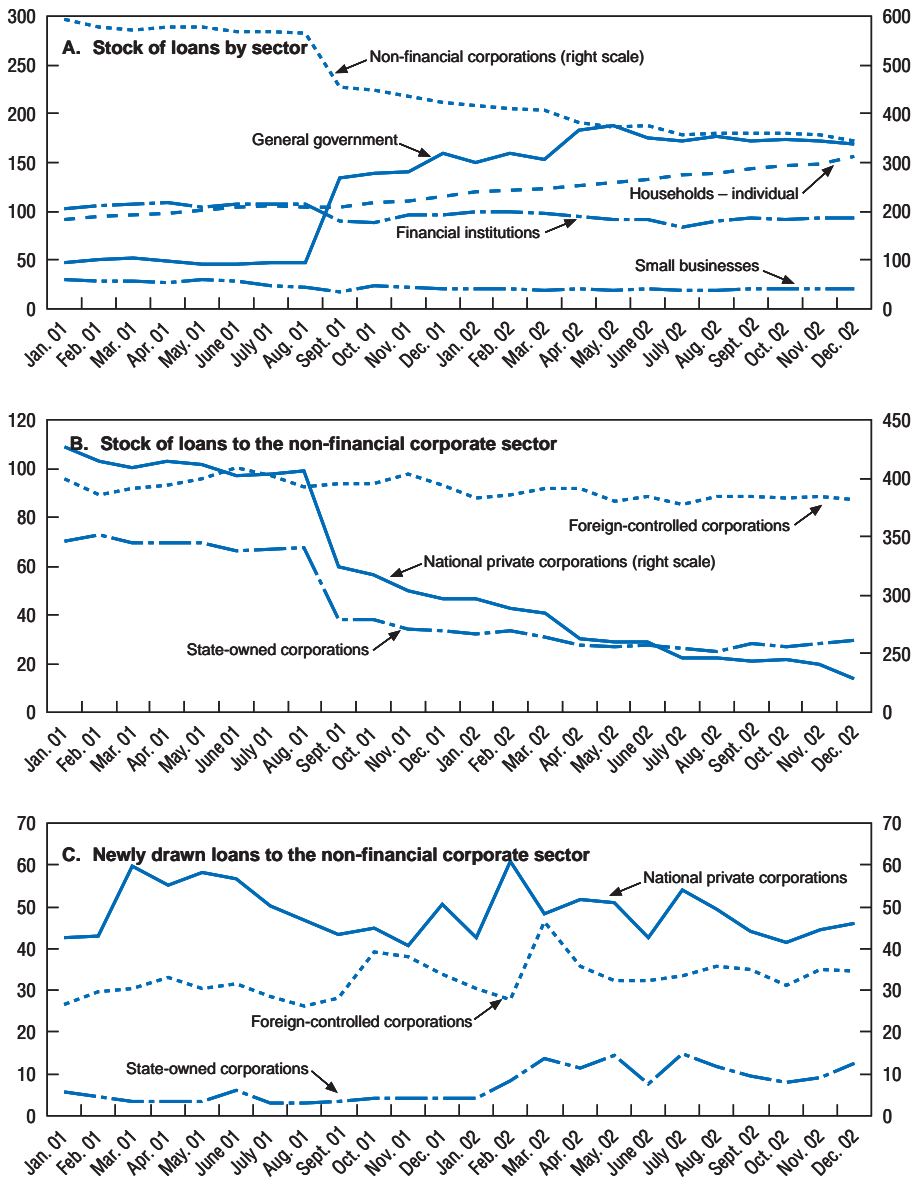 A. Stock of loans by sector
300
250
200
150
100
50
0
600
500
400
300
200
100
0
Non-financial corporations (right scale)
General government
Households – individual
Financial institutions
Small businesses
Jan. 01 Feb. 01 Mar. 01 Apr. 01 May. 01 June 01 July 01 Aug. 01 Sept. 01 Oct. 01 Nov. 01 Dec. 01 Jan. 02 Feb. 02 Mar. 02 Apr. 02 May. 02 June 02 July 02 Aug. 02 Sept. 02 Oct. 02 Nov. 02 Dec. 02
B. Stock of loans to the non-financial corporate sector
120
100
80
60
40
20
0
450
400
350
300
250
0
Foreign-controlled corporations
National private corporations (right scale)
State-owned corporations
Jan. 01 Feb. 01 Mar. 01 Apr. 01 May. 01 June 01 July 01 Aug. 01 Sept. 01 Oct. 01 Nov. 01 Dec. 01 Jan. 02 Feb. 02 Mar. 02 Apr. 02 May. 02 June 02 July 02 Aug. 02 Sept. 02 Oct. 02 Nov. 02 Dec. 02
C. Newly drawn loans to the non-financial corporate sector
70
60
50
40
30
20
10
0
70
60
50
40
30
20
10
0
National private corporations
Foreign-controlled corporations
State-owned corporations
Jan. 01 Feb. 01 Mar. 01 Apr. 01 May. 01 June 01 July 01 Aug. 01 Sept. 01 Oct. 01 Nov. 01 Dec. 01 Jan. 02 Feb. 02 Mar. 02 Apr. 02 May. 02 June 02 July 02 Aug. 02 Sept. 02 Oct. 02 Nov. 02 Dec. 02